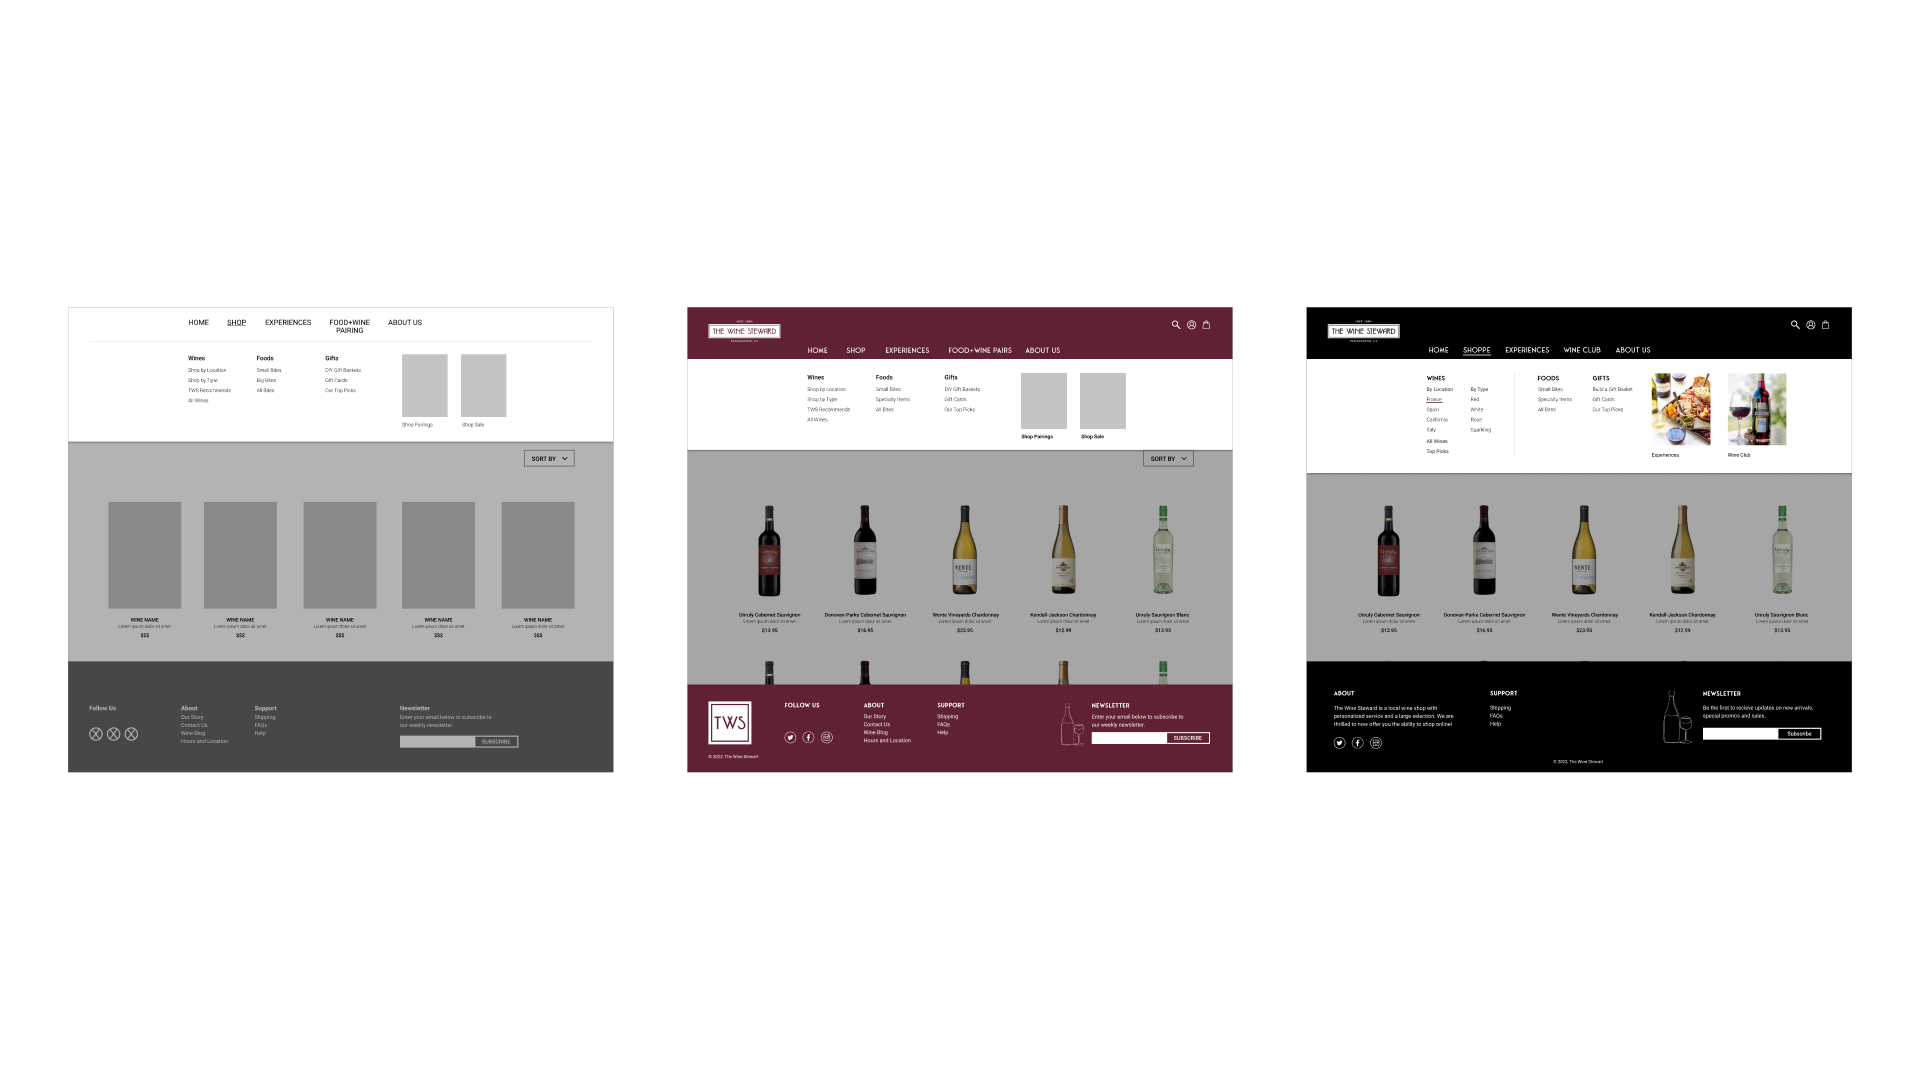 HOME SHOP EXPERIENCES FOOD+WINE PAIRING ABOUT US
Wines Foods Gifts
Shop by Location Small Bites DIY Gift Baskets
Shop by Type Big Bites Gift Cards
TWS Recommends All Bites Our Top Picks
All Wines
Shop Pairings Shop Sale
SORT BY
WINE NAME WINE NAME WINE NAME WINE NAME WINE NAME
Lorem ipsum dolor sit amet Lorem ipsum dolor sit amet Lorem ipsum dolor sit amet Lorem ipsum dolor sit amet Lorem ipsum dolor sit amet
$$$ $$$ $$$ $$$ $$$
Follow Us About Support Newsletter
Our Story Shipping Enter your email below to subscribe to
Contact Us FAQs our weekly newsletter
Wine Blog Help
Hours and Location SUBSCRIBE
THE WINE STEWARD
PLEASANTON, CA
HOME SHOP EXPERIENCES FOOD+WINE PAIRS ABOUT US
Wines Foods Gifts
Shop by Location Small Bites DIY Gift Baskets
Shop by Type Specialty Items Gift Cards
TWS Recommends All Bites Our Top Picks
All Wines
Shop Pairings Shop Sale
SORT BY
Unruly
WENTE
Unruly Cabernet Sauvignon Donovan-Parke Cabernet Sauvignon Wente Vineyards Chardonnay Kendall-Jackson Chardonnay Unruly Sauvignon Blanc
Lorem ipsum dolor sit amet Lorem ipsum dolor sit amet Lorem ipsum dolor sit amet Lorem ipsum dolor sit amet Lorem ipsum dolor sit amet
$13.95 $16.95 $23.95 $12.99 $13.95
TWS
FOLLOW US ABOUT SUPPORT NEWSLETTER
Our Story Shipping Enter your email below to subscribe to
Contact Us FAQs our weekly newsletter.
Wine Blog Help
Hours and Location SUBSCRIBE
© 2022, The Wine Stewart
THE WINE STEWARD
PLEASANTON, CA
HOME SHOPPE EXPERIENCES WINE CLUB ABOUT US
WINES FOODS GIFTS
By Location By Type Small Bites Build a Gift Basket
France Red Specialty Items Gift Cards
Spain White All Bites Our Top Picks
California Rose
Italy Sparkling
All Wines
Top Picks
Experiences Wine Club
Unruly
WENTE
Unruly Cabernet Sauvignon Donovan-Parke Cabernet Sauvignon Wente Vineyards Chardonnay Kendall-Jackson Chardonnay Unruly Sauvignon Blanc
Lorem ipsum dolor sit amet Lorem ipsum dolor sit amet Lorem ipsum dolor sit amet Lorem ipsum dolor sit amet Lorem ipsum dolor sit amet
$13.95 $16.95 $23.95 $12.99 $13.95
ABOUT SUPPORT NEWSLETTER
The Wine Steward is a local wine shop with
personalized service and a large selection. We are
thrilled to now offer you the ability to shop online!
Shipping
FAQs
Help
Be the first to recieve updates on new arrivals,
special promos and sales.
Subscribe
© 2022, The Wine Stewart